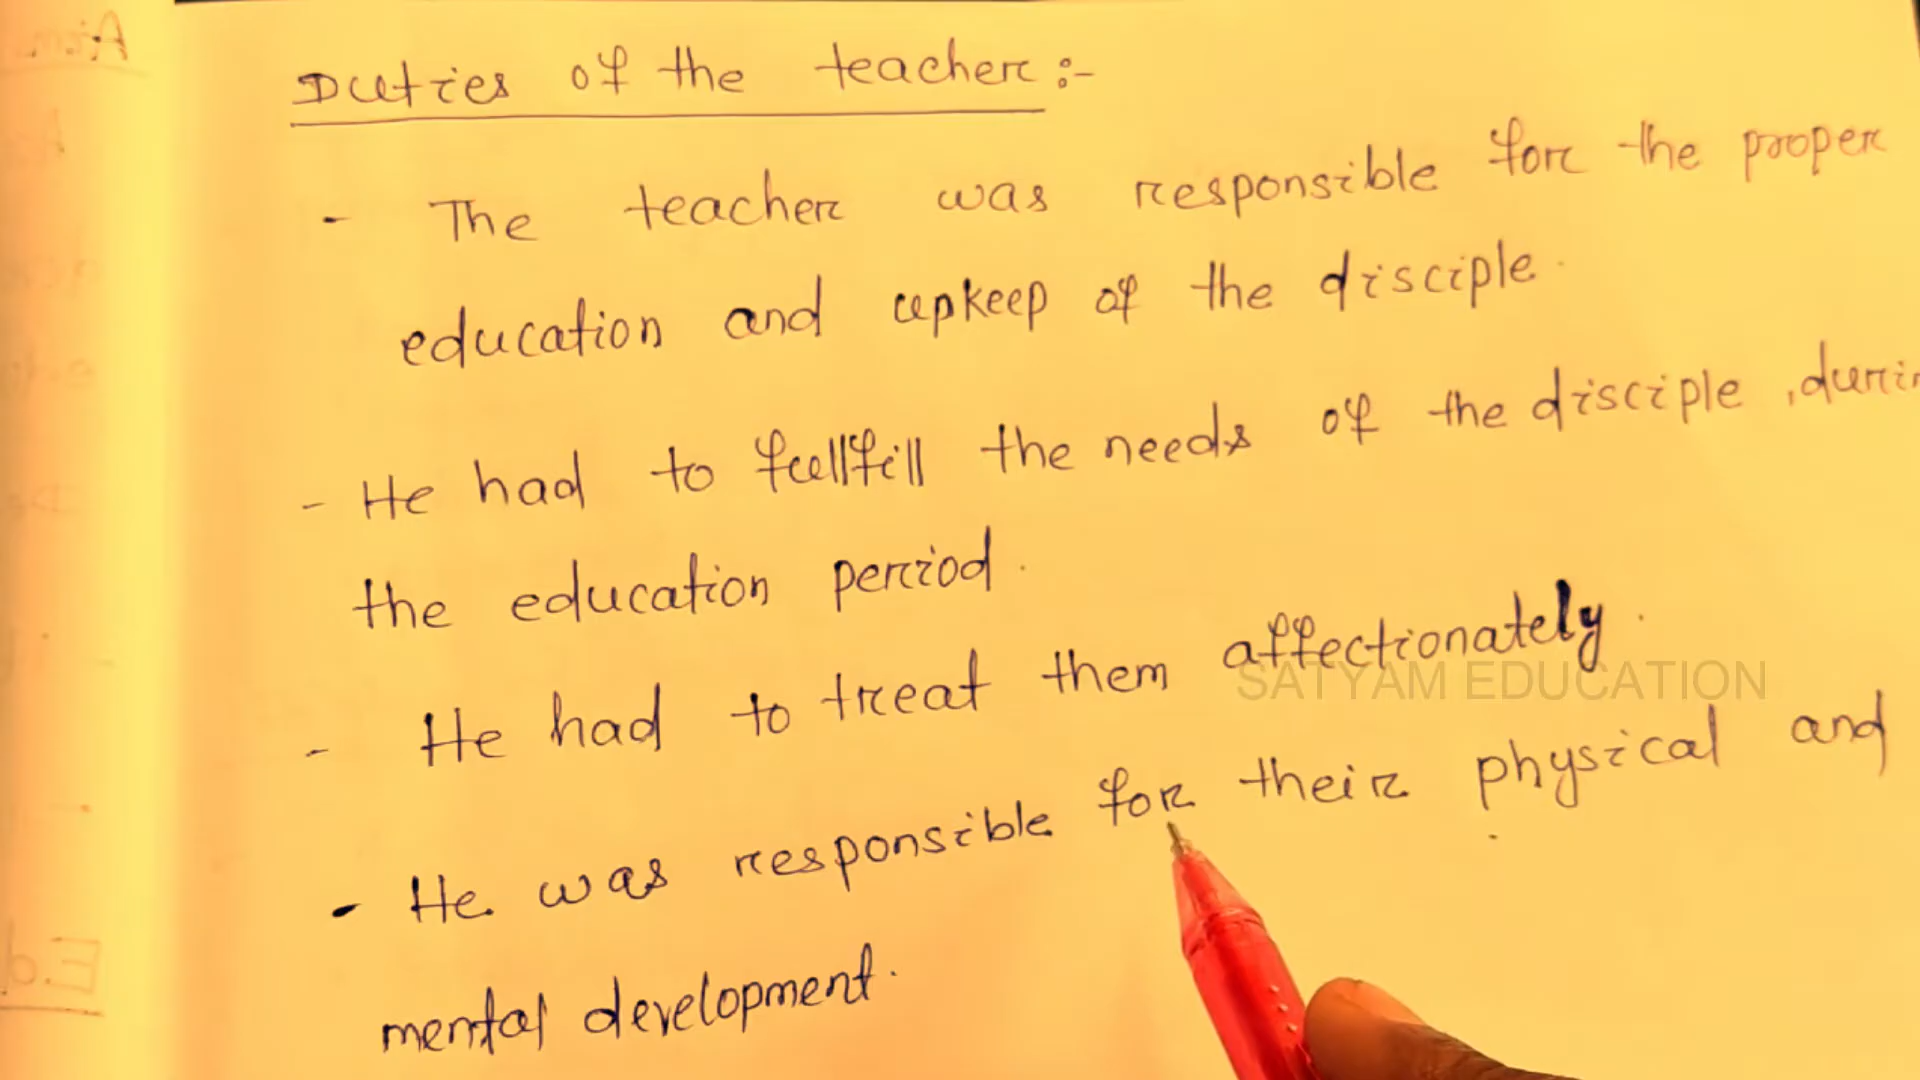 Duties of the teacher :-
- The teacher was responsible for the proper
education and upkeep of the disciple.
- He had to fullfill the needs of the disciple , durin
the education period.
- He had to treat them affectionately.
SATYAM EDUCATION
- He was responsible for their physical and
mental development.